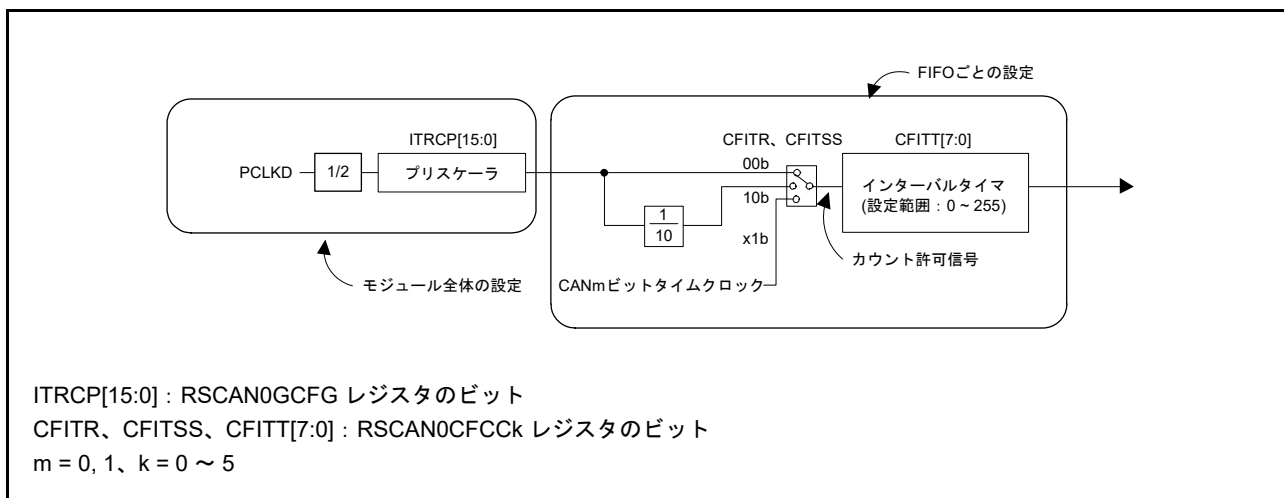 FIFOごとの設定
ITRCP[15:0]
CFITR、CFITSS
CFITT[7:0]
PCLKD
1/2
プリスケーラ
00b
10b
x1b
1
10
インターバルタイマ
(設定範囲：0 ~ 255)
カウント許可信号
モジュール全体の設定
CANmビットタイムクロック
ITRCP[15:0]：RSCAN0GCFG レジスタのビット
CFITR、CFITSS、CFITT[7:0]：RSCAN0CFCCk レジスタのビット
m = 0, 1、k = 0 ～ 5